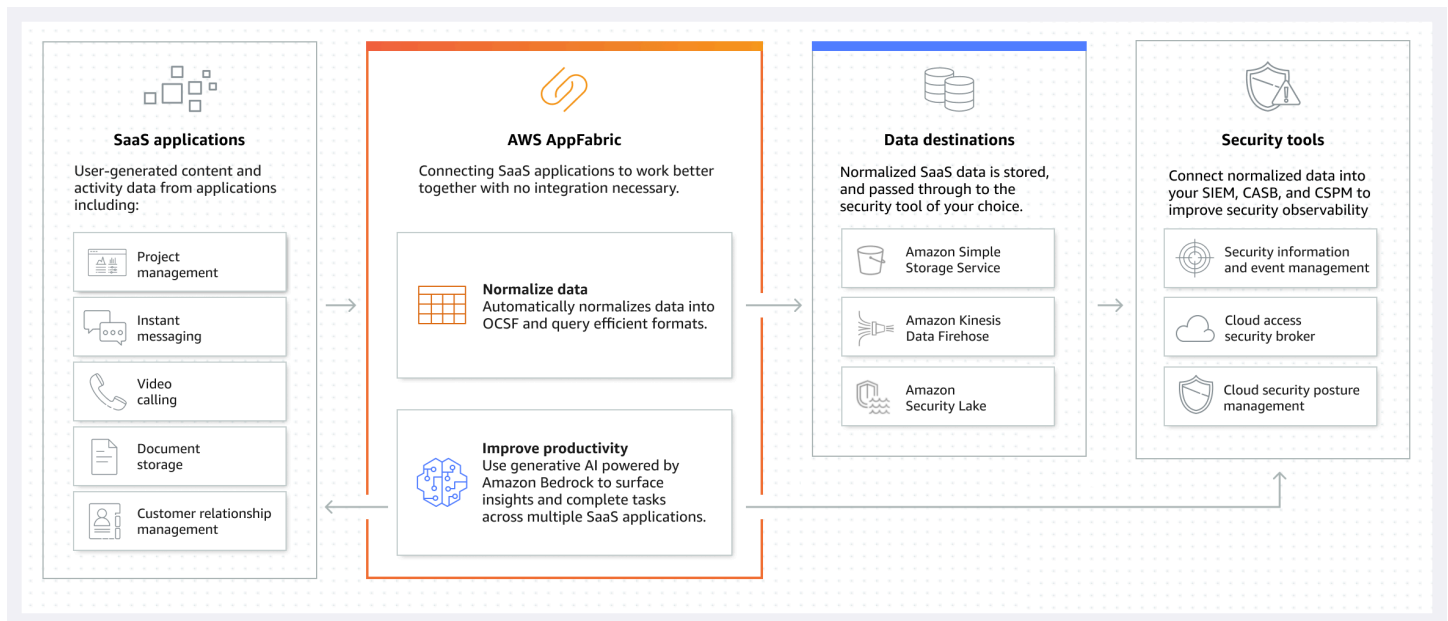 SaaS applications
User-generated content and
activity data from applications
including:
Project
management
Instant
messaging
Video
calling
Document
storage
Customer relationship
management
AWS AppFabric
Connecting SaaS applications to work better
together with no integration necessary.
Normalize data
Automatically normalizes data into
OCSF and query efficient formats.
Improve productivity
Use generative AI powered by
Amazon Bedrock to surface
insights and complete tasks
across multiple SaaS applications.
Data destinations
Normalized SaaS data is stored,
and passed through to the
security tool of your choice.
Amazon Simple
Storage Service
Amazon Kinesis
Data Firehose
Amazon
Security Lake
Security tools
Connect normalized data into
your SIEM, CASB, and CSPM to
improve security observability
Security information
and event management
Cloud access
security broker
Cloud security posture
management